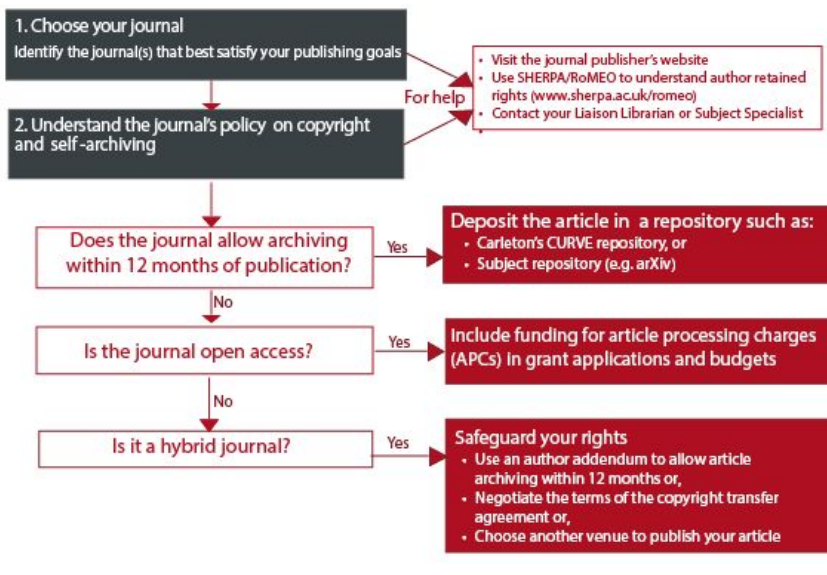 1. Choose your journal
Identify the journal(s) that best satisfy your publishing goals
2. Understand the journal's policy on copyright
and self-archiving
For help
• Visit the journal publisher's website
• Use SHERPA/RoMEO to understand author retained
rights (www.sherpa.ac.uk/romeo)
• Contact your Liaison Librarian or Subject Specialist
•
Does the journal allow archiving
within 12 months of publication?
Yes
Deposit the article in a repository such as:
• Carleton's CURVE repository, or
• Subject repository (e.g. arXiv)
No
Is the journal open access?
Yes
Include funding for article processing charges
(APCs) in grant applications and budgets
No
Is it a hybrid journal?
Yes
Safeguard your rights
• Use an author addendum to allow article
archiving within 12 months or,
• Negotiate the terms of the copyright transfer
agreement or,
• Choose another venue to publish your article